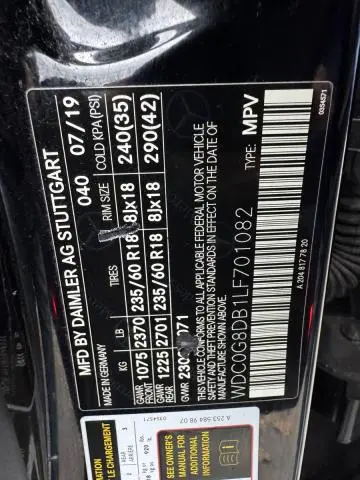 MFD BY DAIMLER AG STUTTGART
MADE IN GERMANY 040 07/19
KG LB TIRES RIM SIZE COLD KPA(PSI)
GAWR FRONT 1075 2370 235/60 R18 8Jx18 240(35)
GAWR REAR 1225 2701 235/60 R18 8Jx18 290(42)
GVWR 071
THIS VEHICLE CONFORMS TO ALL APPLICABLE FEDERAL MOTOR VEHICLE
SAFETY AND THEFT PREVENTION STANDARDS IN EFFECT ON THE DATE OF
MANUFACTURE SHOWN ABOVE.
WDC0G8DB1LF701082 TYPE: MPV
A 204 817 78 20
0354571
A 253 584 98 07
0354571
SEE OWNER'S
MANUAL FOR
ADDITIONAL